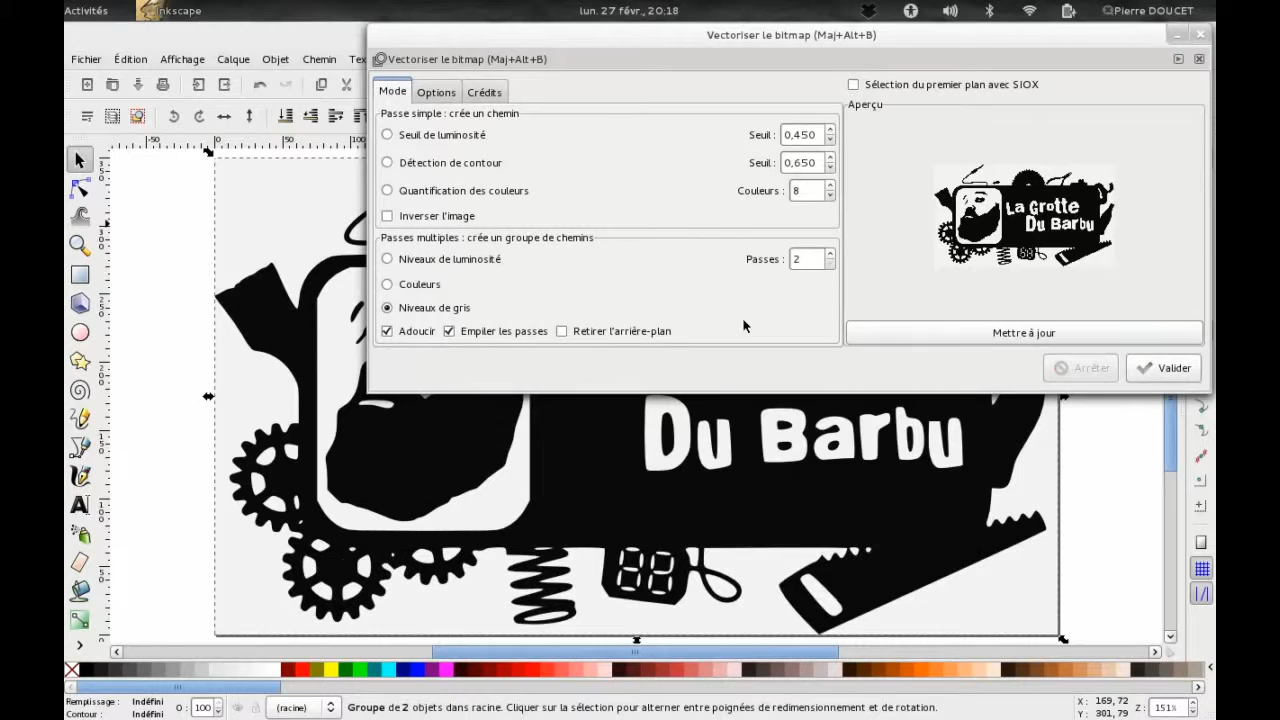 Activités
Inkscape
lun. 27 févr., 20:18
Pierre DOUCET
Vectoriser le bitmap (Maj+Alt+B)
Fichier Édition Affichage Calque Objet Chemin Tex
Vectoriser le bitmap (Maj+Alt+B)
Mode Options Crédits
Sélection du premier plan avec SIOX
Aperçu
Passe simple : crée un chemin
Seuil de luminosité Seuil : 0,450
Détection de contour Seuil : 0,650
Quantification des couleurs Couleurs : 8
Inverser l'image
Passes multiples : crée un groupe de chemins
Niveaux de luminosité Passes : 2
Couleurs
Niveaux de gris
Adoucir Empiler les passes Retirer l'arrière-plan
La Grotte
Du Barbu
Mettre à jour
Arrêter Valider
-50 0 50 100
Du Barbu
Remplissage : Indéfini
Contour : Indéfini
O : 100
(racine)
Groupe de 2 objets dans racine. Cliquer sur la sélection pour alterner entre poignées de redimensionnement et de rotation.
X : 169,72
Y : 301,79
Z : 151%